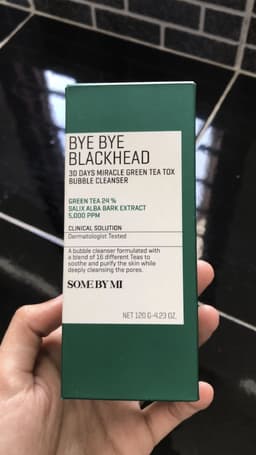 BYE BYE
BLACKHEAD
30 DAYS MIRACLE GREEN TEA TOX
BUBBLE CLEANSER
GREEN TEA 24 %
SALIX ALBA BARK EXTRACT
5,000 PPM
CLINICAL SOLUTION
Dermatologist Tested
A bubble cleanser formulated with
a blend of 16 different Teas to
soothe and purify the skin while
deeply cleansing the pores.
SOME BY MI
NET 120 G-4.23 OZ.